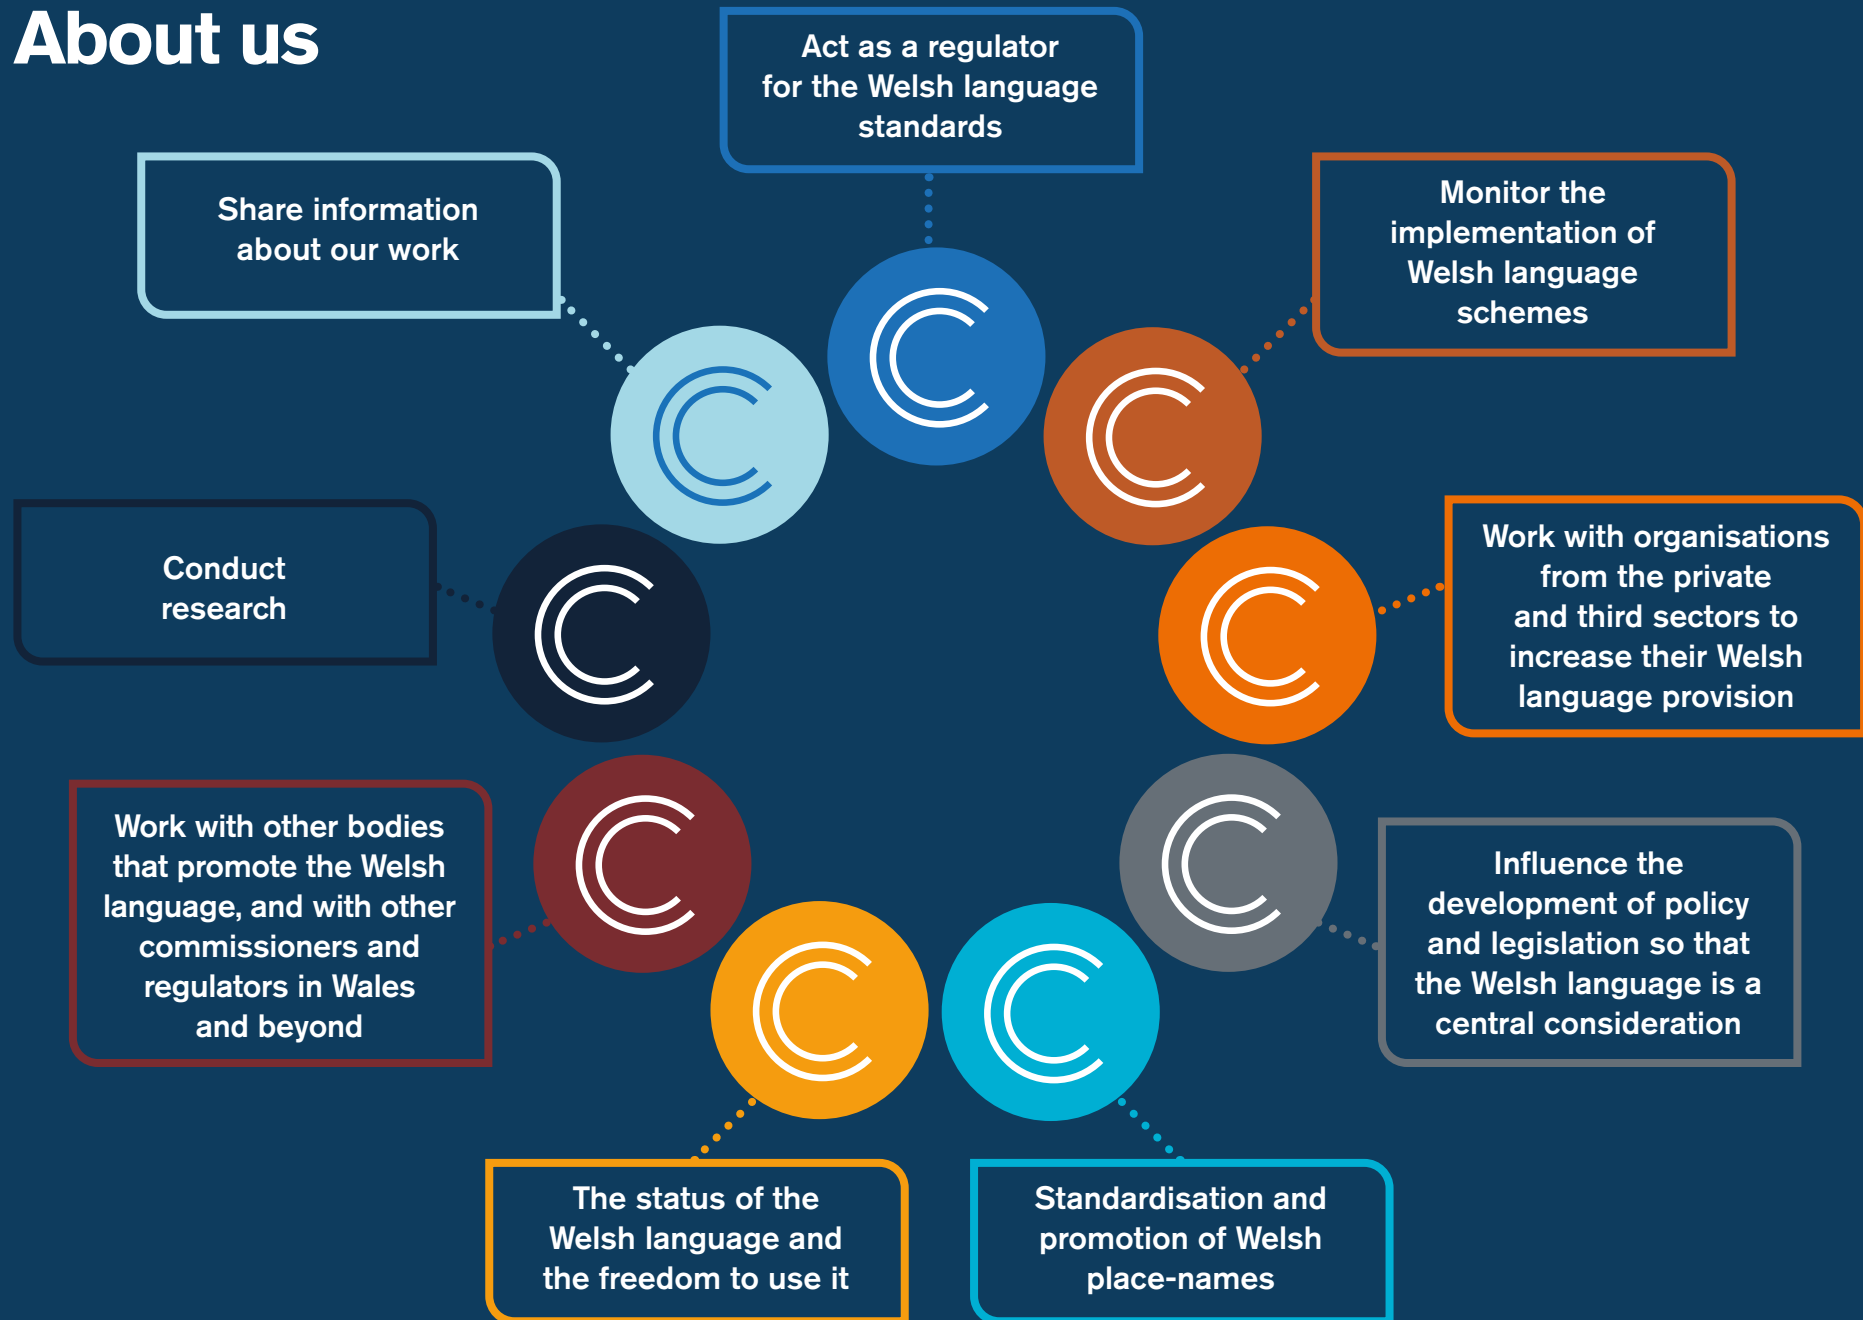 About us
Act as a regulator
for the Welsh language
standards
Monitor the
implementation of
Welsh language
schemes
Work with organisations
from the private
and third sectors to
increase their Welsh
language provision
Influence the
development of policy
and legislation so that
the Welsh language is a
central consideration
Standardisation and
promotion of Welsh
place-names
The status of the
Welsh language and
the freedom to use it
Work with other bodies
that promote the Welsh
language, and with other
commissioners and
regulators in Wales
and beyond
Conduct
research
Share information
about our work